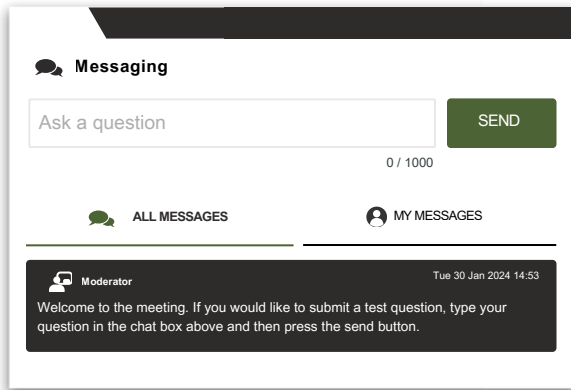 Messaging
Ask a question
SEND
0 / 1000
ALL MESSAGES
MY MESSAGES
Moderator
Tue 30 Jan 2024 14:53
Welcome to the meeting. If you would like to submit a test question, type your
question in the chat box above and then press the send button.